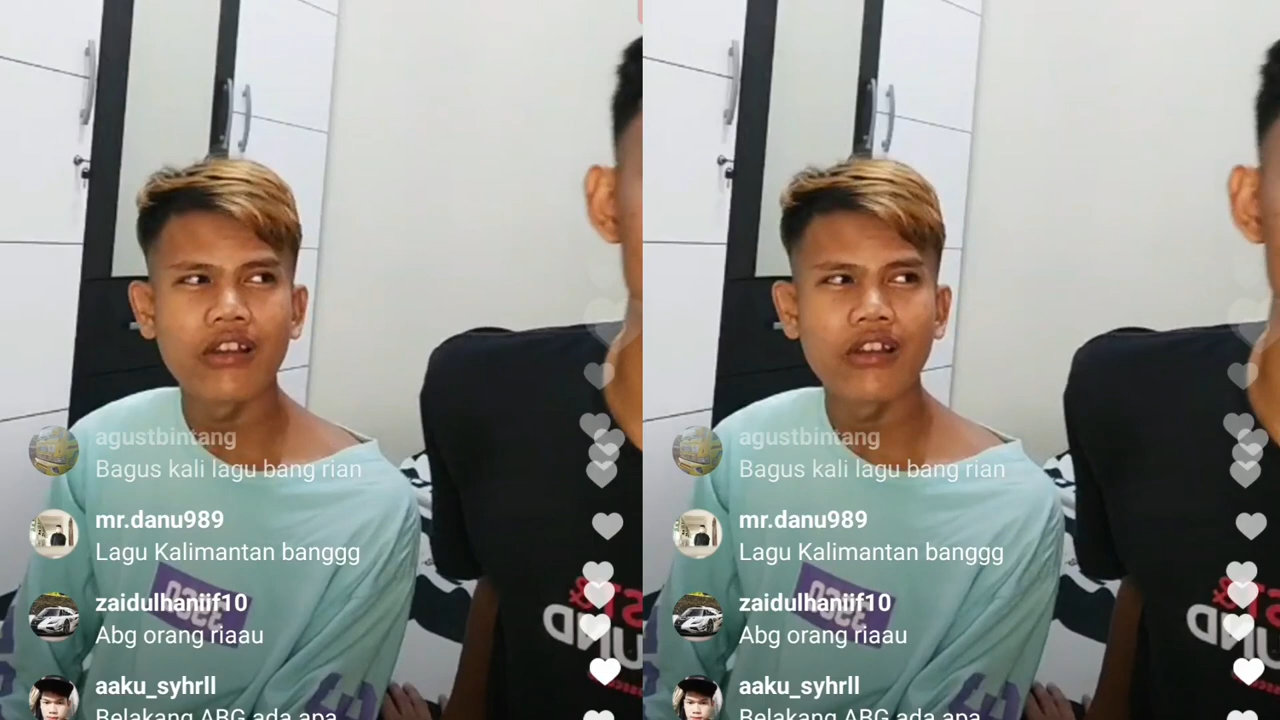 agustbintang
Bagus kali lagu bang rian
mr.danu989
Lagu Kalimantan banggg
zaidulhaniif10
Abg orang riaau
aaku_syhrll
Belakang ABG ada apa
agustbintang
Bagus kali lagu bang rian
mr.danu989
Lagu Kalimantan banggg
zaidulhaniif10
Abg orang riaau
aaku_syhrll
Belakang ABG ada apa